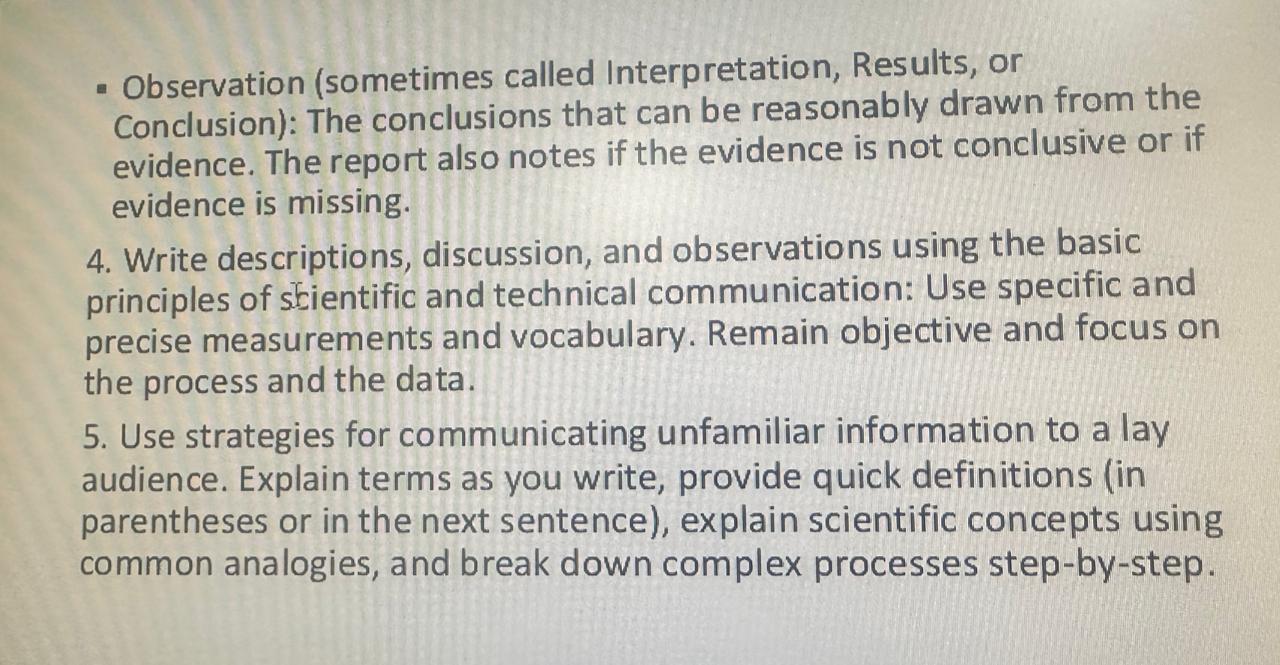 ▪ Observation (sometimes called Interpretation, Results, or
Conclusion): The conclusions that can be reasonably drawn from the
evidence. The report also notes if the evidence is not conclusive or if
evidence is missing.
4. Write descriptions, discussion, and observations using the basic
principles of scientific and technical communication: Use specific and
precise measurements and vocabulary. Remain objective and focus on
the process and the data.
5. Use strategies for communicating unfamiliar information to a lay
audience. Explain terms as you write, provide quick definitions (in
parentheses or in the next sentence), explain scientific concepts using
common analogies, and break down complex processes step-by-step.